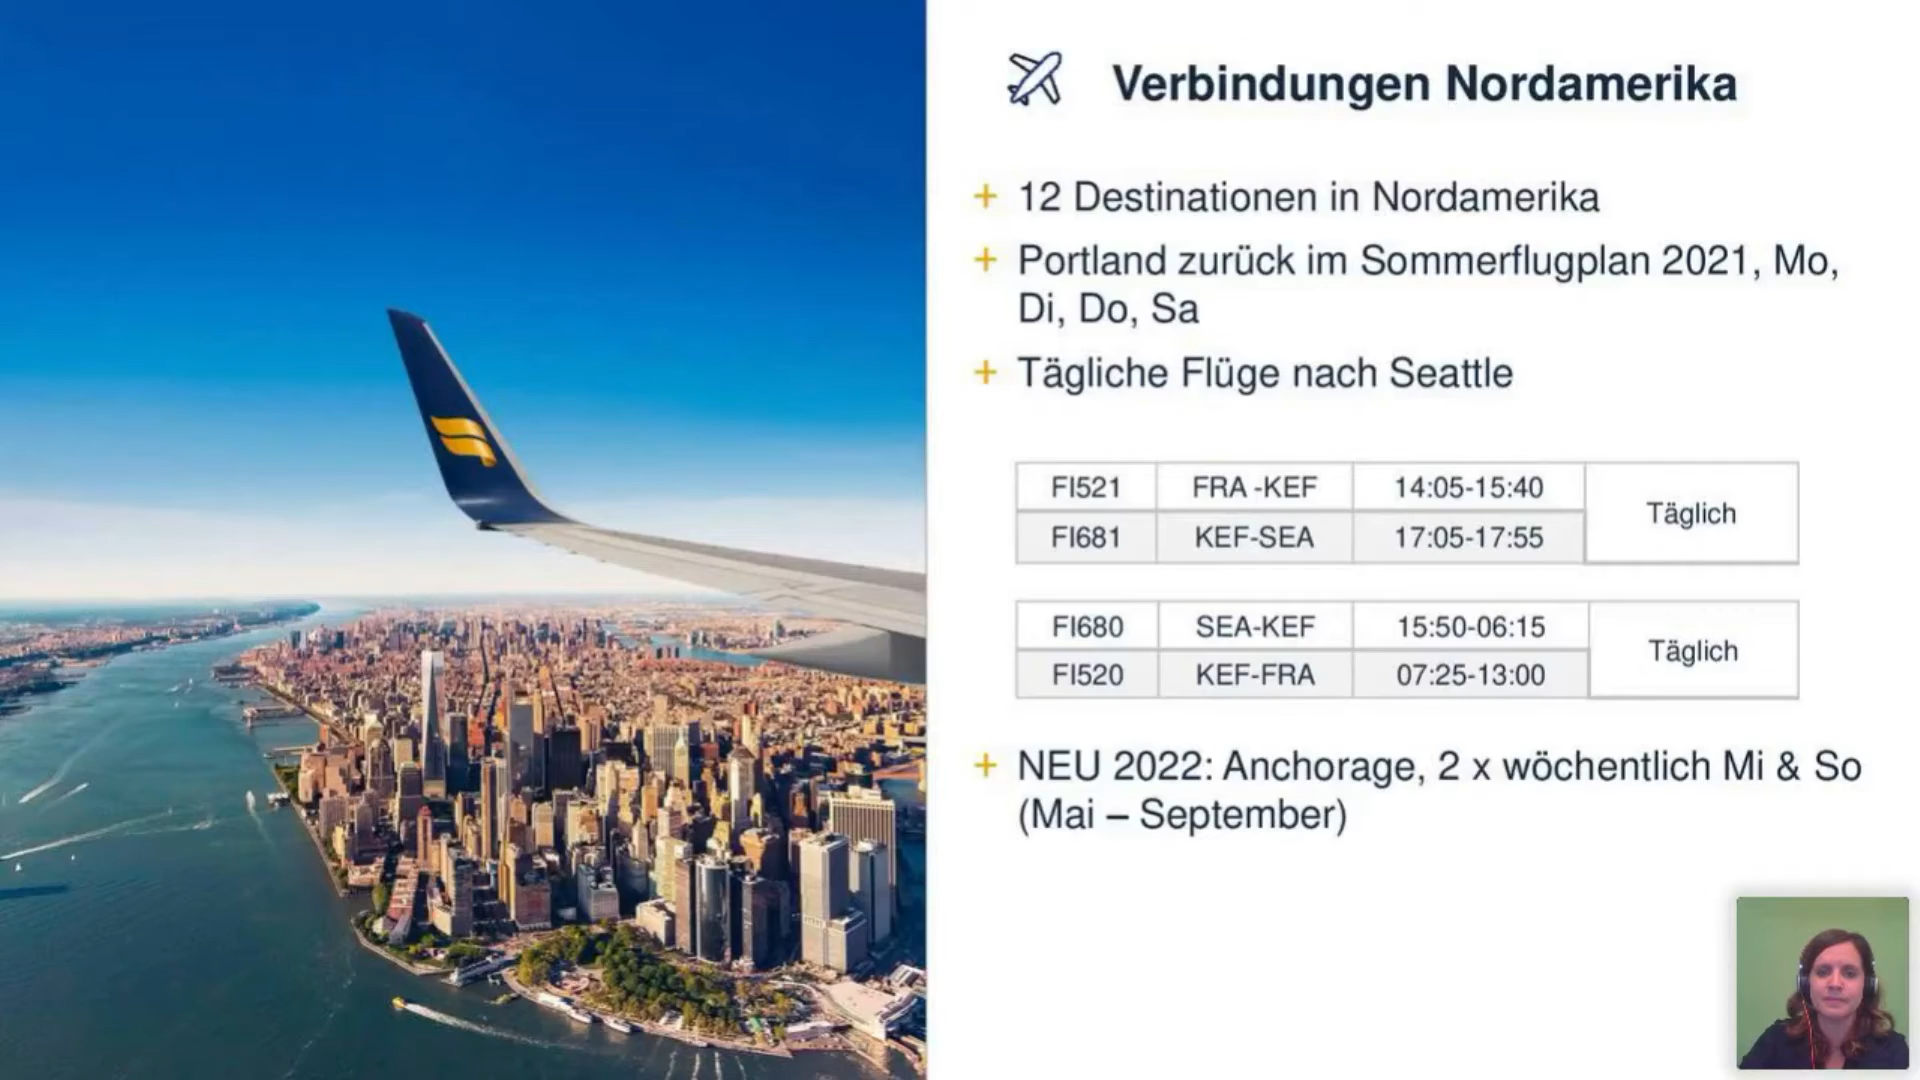 Verbindungen Nordamerika
+ 12 Destinationen in Nordamerika
+ Portland zurück im Sommerflugplan 2021, Mo,
Di, Do, Sa
+ Tägliche Flüge nach Seattle
FI521 FRA -KEF 14:05-15:40 Täglich
FI681 KEF-SEA 17:05-17:55
FI680 SEA-KEF 15:50-06:15 Täglich
FI520 KEF-FRA 07:25-13:00
+ NEU 2022: Anchorage, 2 x wöchentlich Mi & So
(Mai – September)